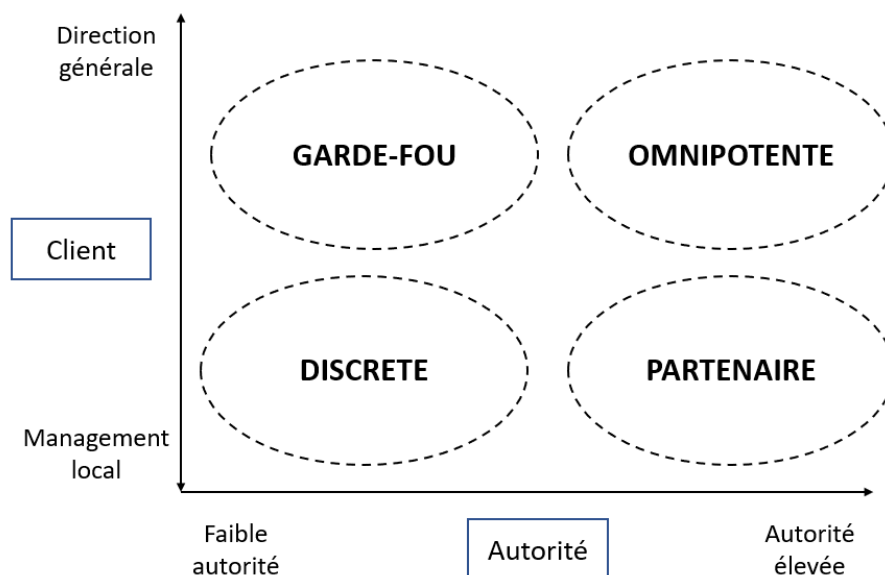 Direction
générale
GARDE-FOU
OMNIPOTENTE
Client
DISCRETE
PARTENAIRE
Management
local
Faible
autorité
Autorité
Autorité
élevée